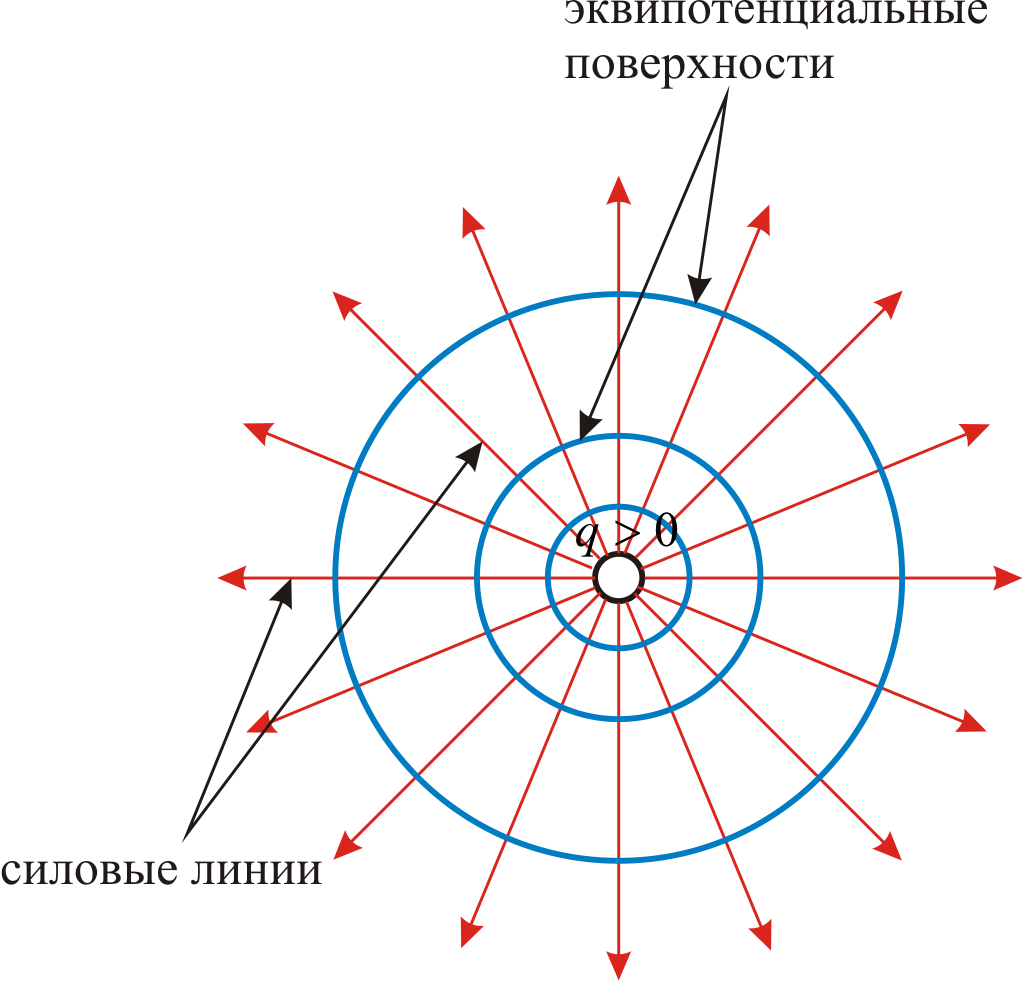 эквипотенциальные
поверхности
q > 0
силовые линии